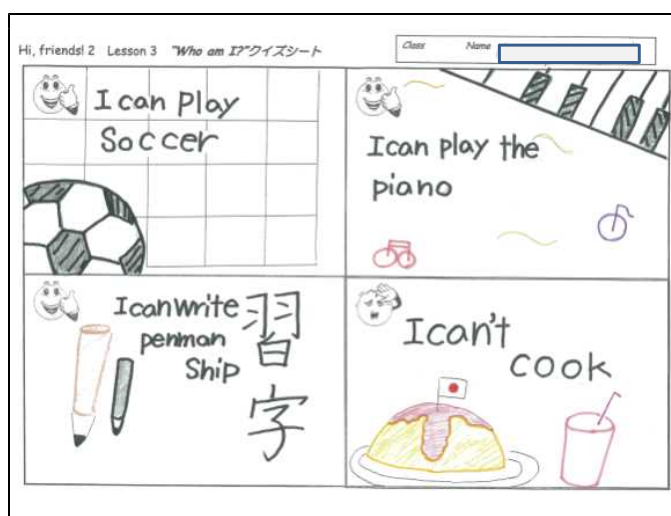 Hi, friends! 2 Lesson 3 "Who am I?"クイズシート
Class Name
I can Play
Soccer
I can play the
piano
I can write
penman
Ship
習字
I can't
cook